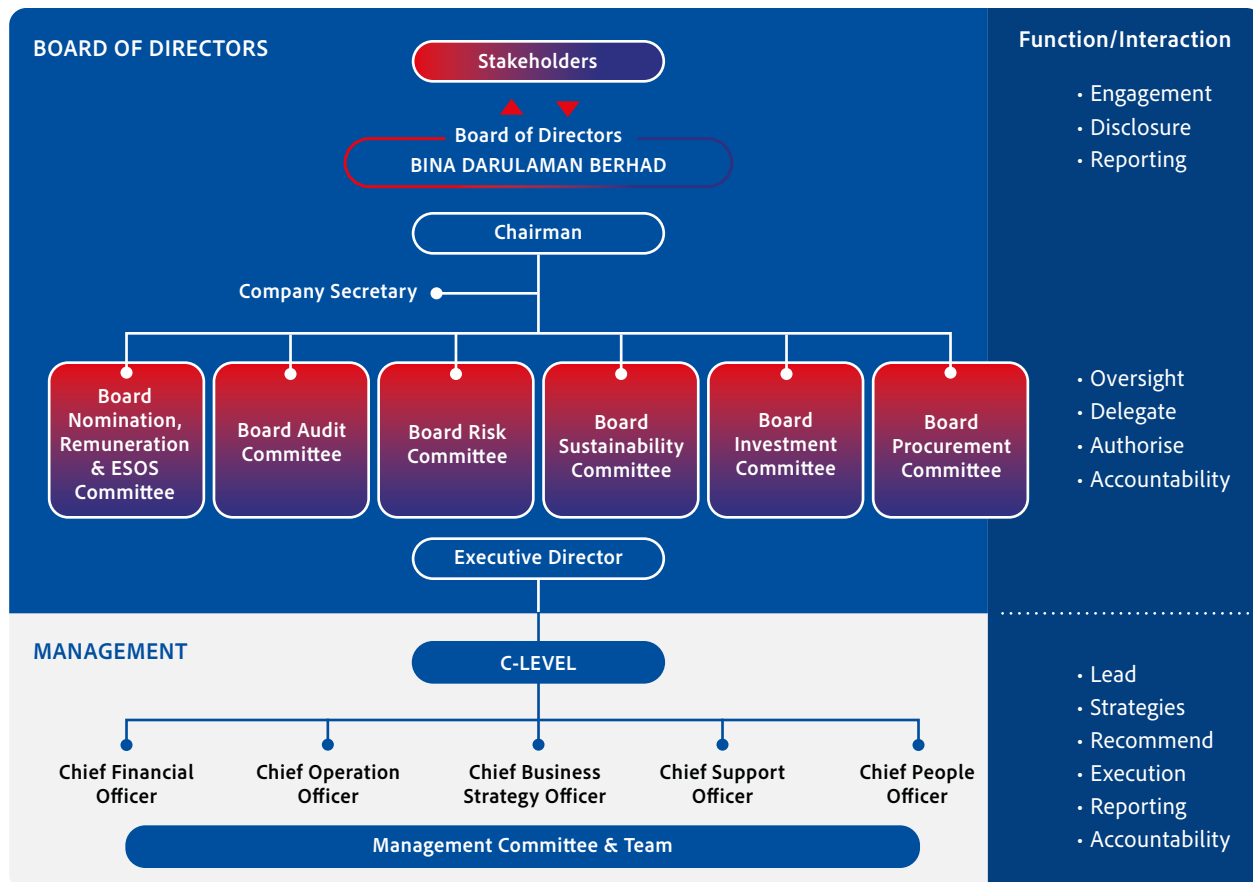 BOARD OF DIRECTORS
Stakeholders
Board of Directors
BINA DARULAMAN BERHAD
Chairman
Company Secretary
Board
Nomination,
Remuneration
& ESOS
Committee
Board Audit
Committee
Board Risk
Committee
Board
Sustainability
Committee
Board
Investment
Committee
Board
Procurement
Committee
Executive Director
MANAGEMENT
C-LEVEL
Chief Financial
Officer
Chief Operation
Officer
Chief Business
Strategy Officer
Chief Support
Officer
Chief People
Officer
Management Committee & Team
Function/Interaction
• Engagement
• Disclosure
• Reporting
• Oversight
• Delegate
• Authorise
• Accountability
• Lead
• Strategies
• Recommend
• Execution
• Reporting
• Accountability